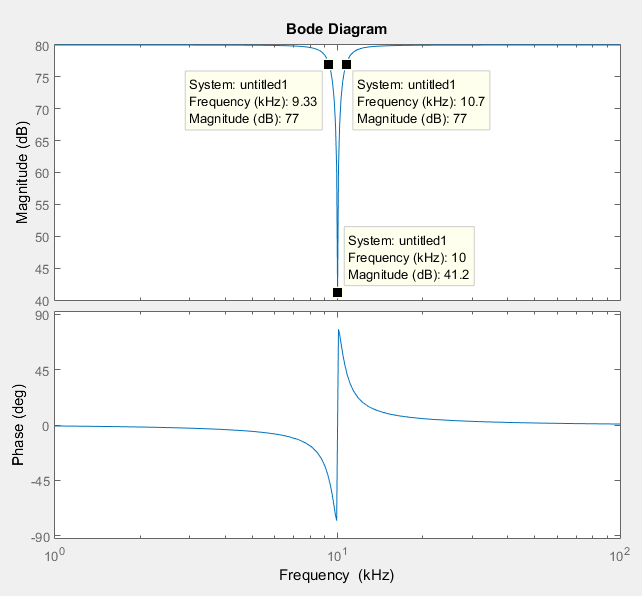 Bode Diagram
80
75
70
65
60
55
50
45
40
Magnitude (dB)
System: untitled1
Frequency (kHz): 9.33
Magnitude (dB): 77
System: untitled1
Frequency (kHz): 10.7
Magnitude (dB): 77
System: untitled1
Frequency (kHz): 10
Magnitude (dB): 41.2
90
45
0
-45
-90
Phase (deg)
10^0
10^1
10^2
Frequency (kHz)